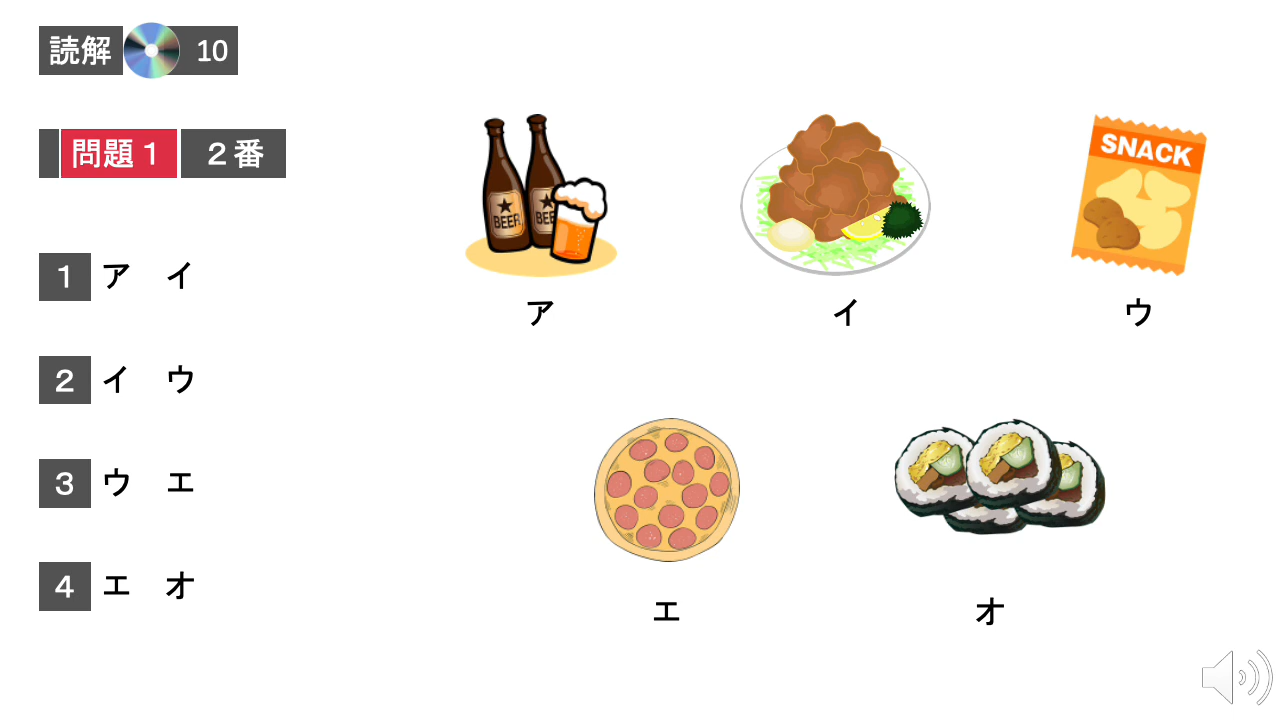 読解 10
問題1 2番
1 ア イ
2 イ ウ
3 ウ エ
4 エ オ
BEER
BEE
SNACK
ア
イ
ウ
エ
オ